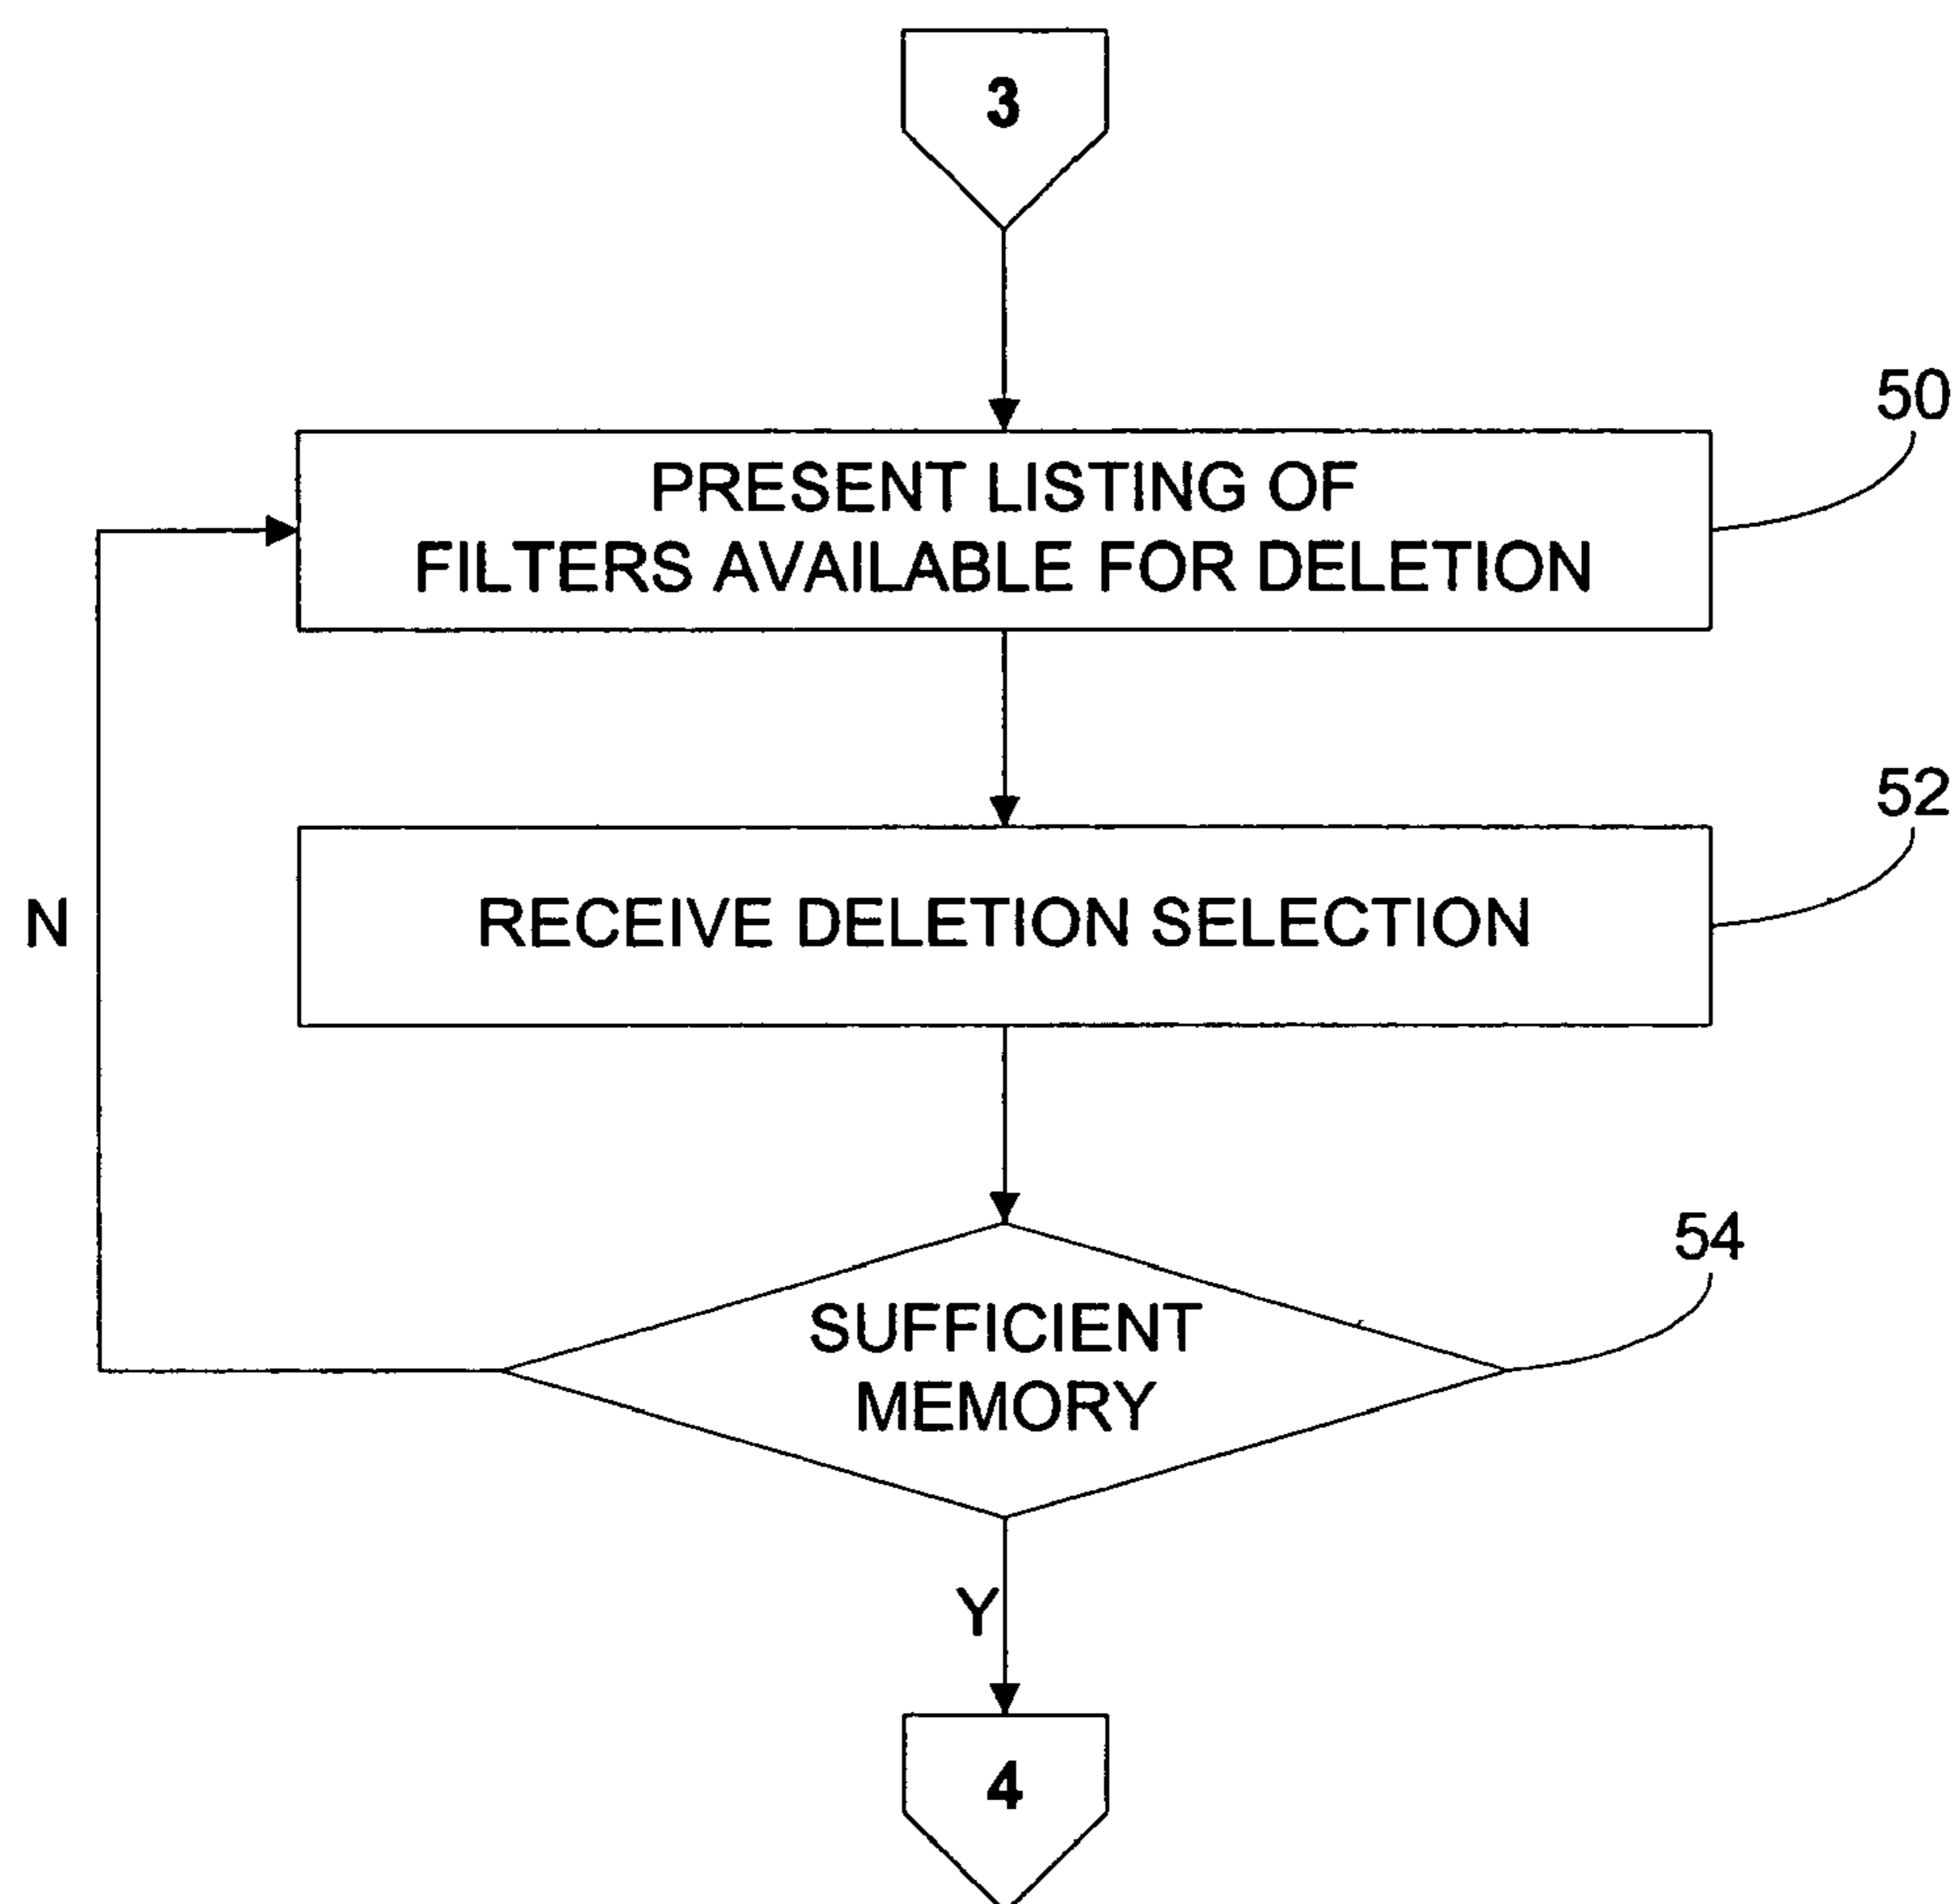 3
50
PRESENT LISTING OF
FILTERS AVAILABLE FOR DELETION
52
RECEIVE DELETION SELECTION
N
54
SUFFICIENT
MEMORY
Y
4